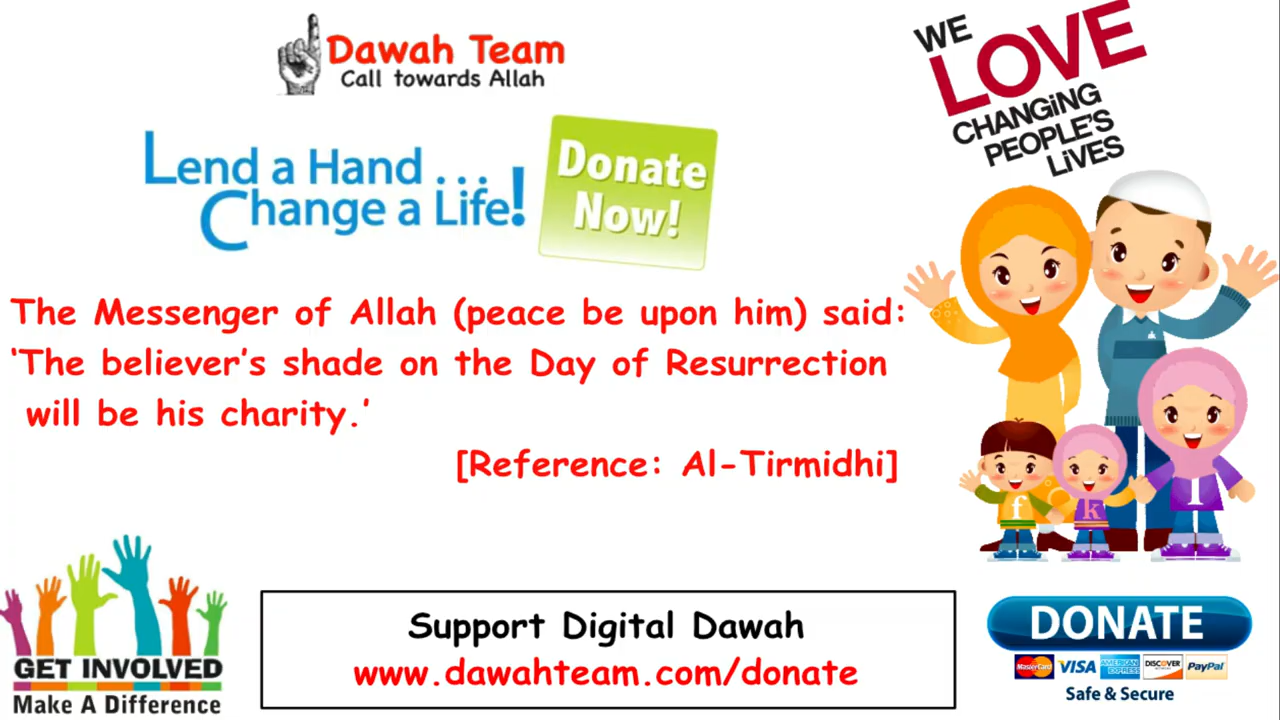 Dawah Team
Call towards Allah
Lend a Hand ...
Change a Life!
Donate
Now!
WE
LOVE
CHANGiNG
PEOPLE'S
LiVES
The Messenger of Allah (peace be upon him) said:
'The believer's shade on the Day of Resurrection
will be his charity.'
[Reference: Al-Tirmidhi]
f
k
l
GET INVOLVED
Make A Difference
Support Digital Dawah
www.dawahteam.com/donate
DONATE
MasterCard VISA AMERICAN EXPRESS DISCOVER PayPal
Safe & Secure